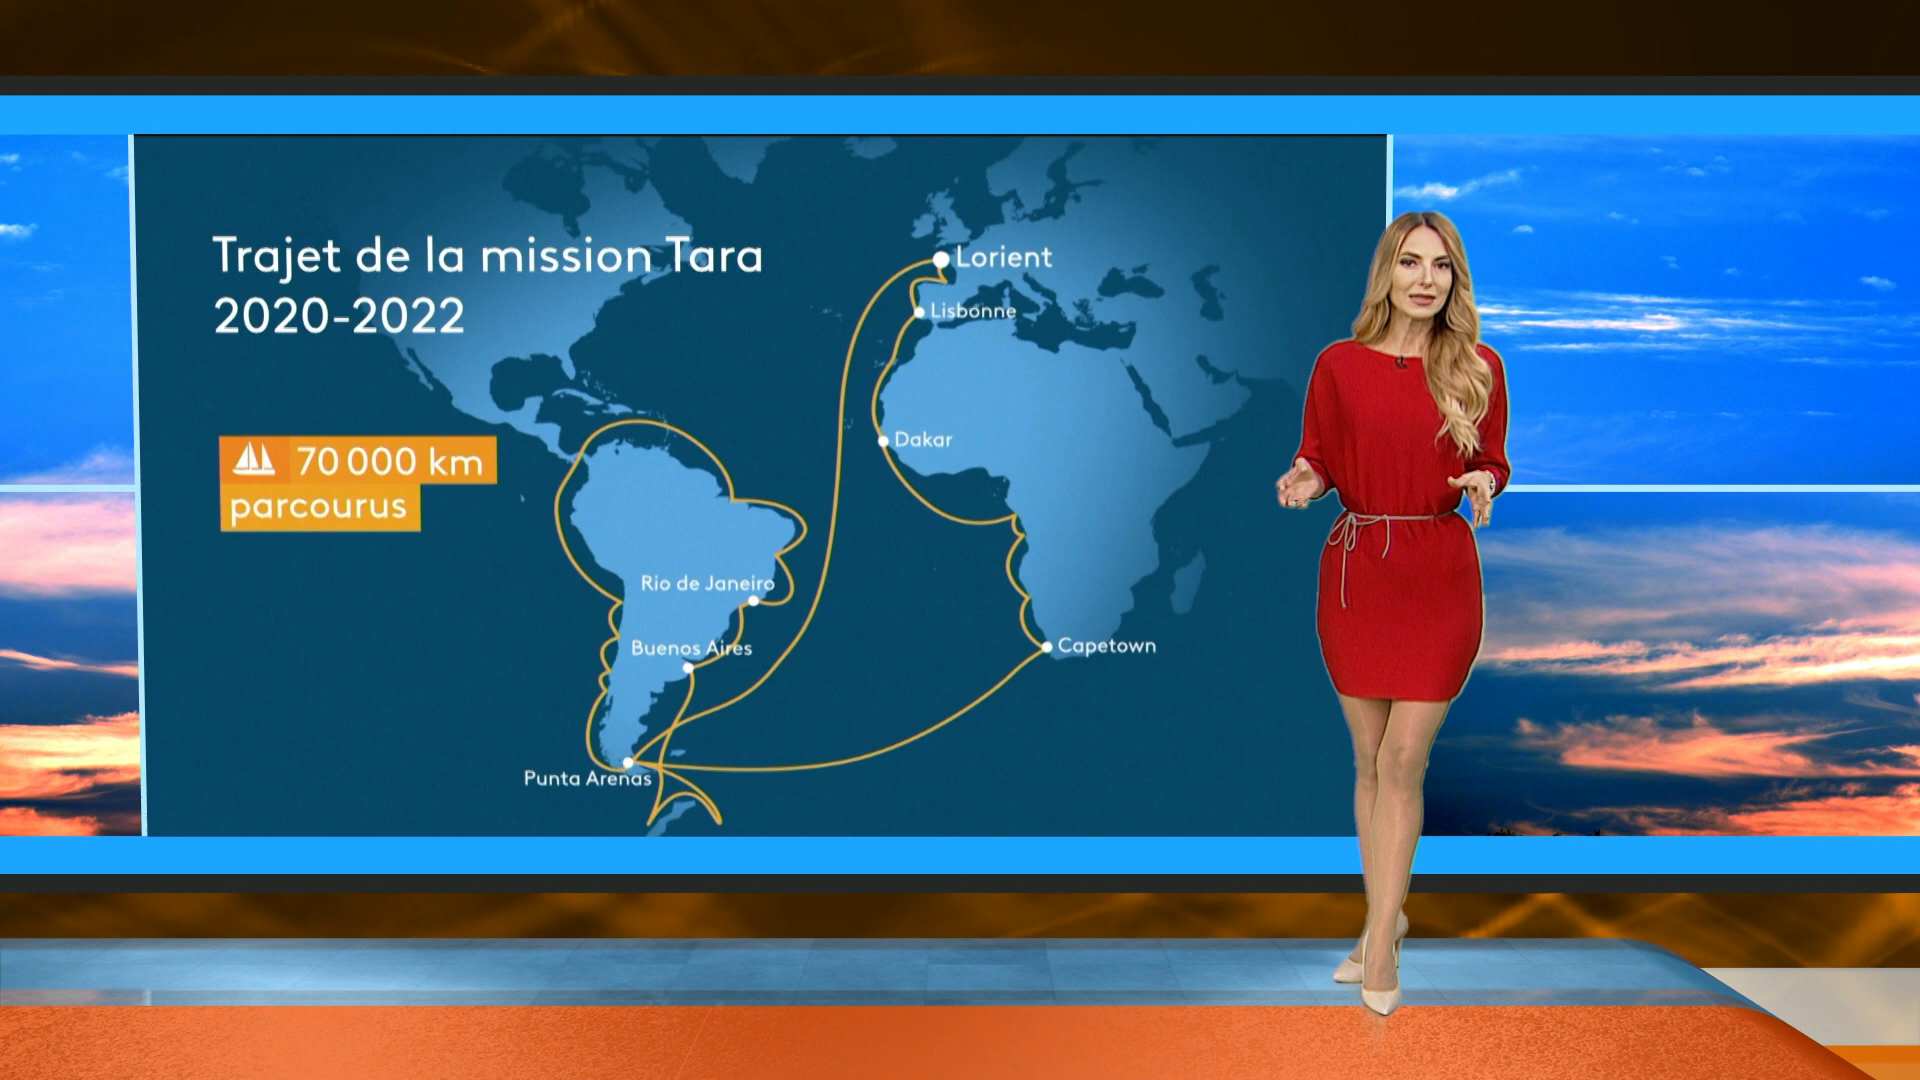 Trajet de la mission Tara
2020-2022
70 000 km
parcourus
Lorient
Lisbonne
Dakar
Rio de Janeiro
Buenos Aires
Capetown
Punta Arenas